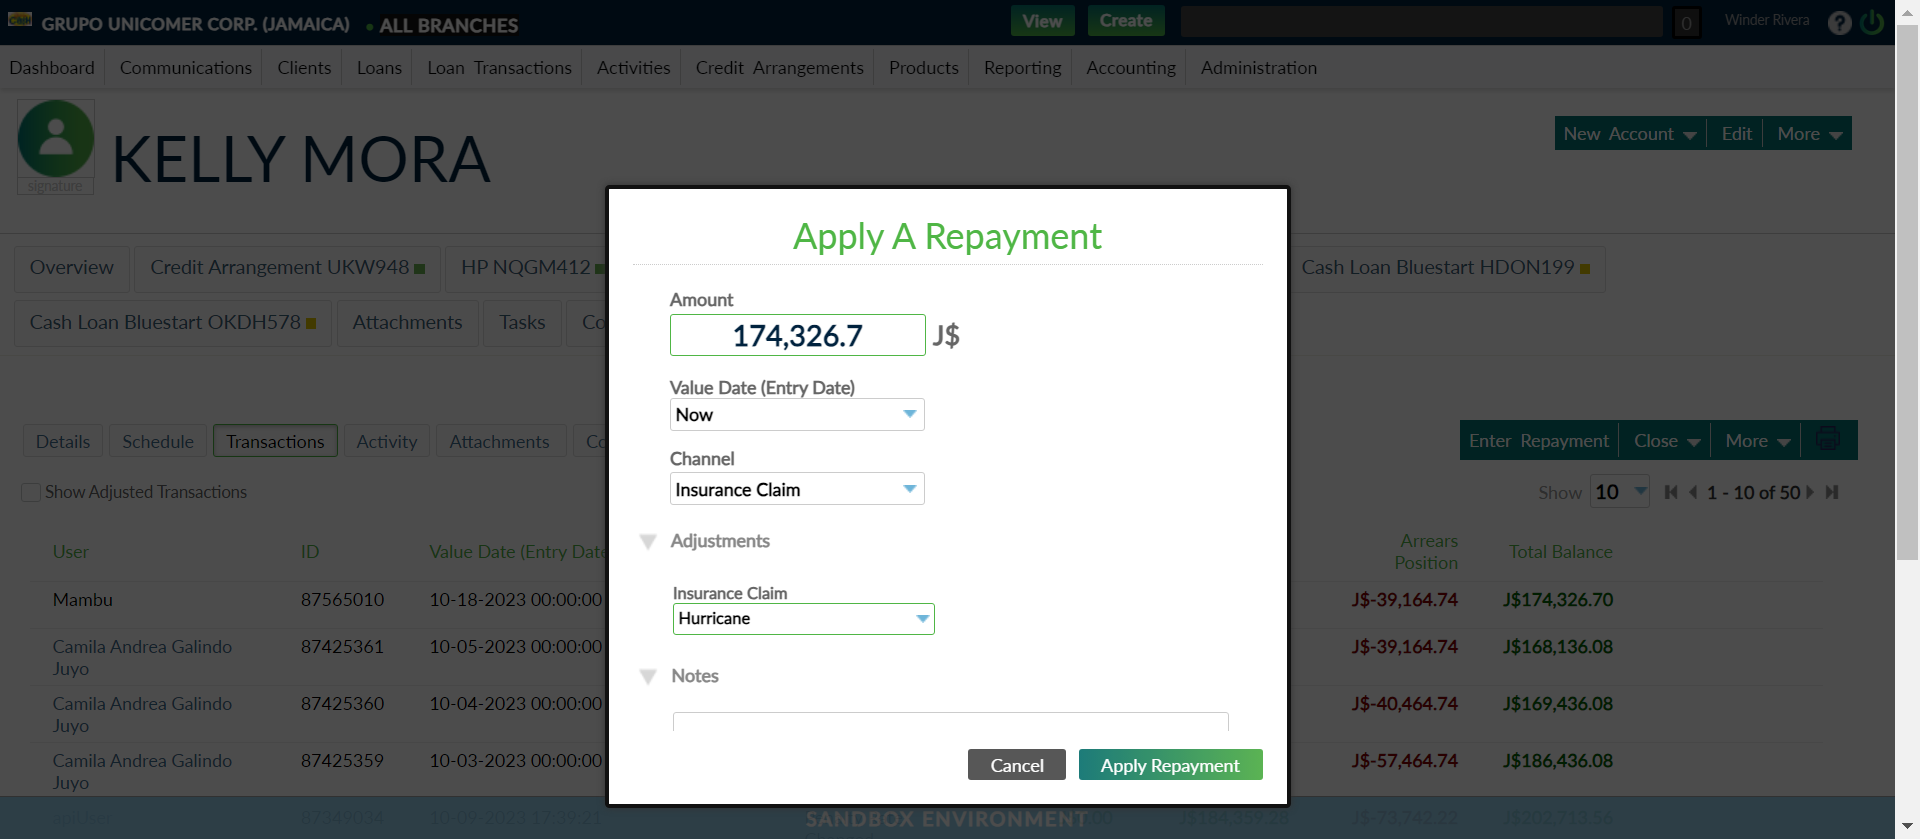 GRUPO UNICOMER CORP. (JAMAICA) • ALL BRANCHES View Create 0 Winder Rivera ?
Dashboard Communications Clients Loans Loan Transactions Activities Credit Arrangements Products Reporting Accounting Administration
signature
KELLY MORA
New Account Edit More
Overview Credit Arrangement UKW948 HP NQGM412 Cash Loan Bluestart HDON199
Cash Loan Bluestart OKDH578 Attachments Tasks Co
Details Schedule Transactions Activity Attachments Co
Enter Repayment Close More
Show Adjusted Transactions
Show 10 1 - 10 of 50
User ID Value Date (Entry Date Arrears Position Total Balance
Mambu 87565010 10-18-2023 00:00:00 J$-39,164.74 J$174,326.70
Camila Andrea Galindo Juyo 87425361 10-05-2023 00:00:00 J$-39,164.74 J$168,136.08
Camila Andrea Galindo Juyo 87425360 10-04-2023 00:00:00 J$-40,464.74 J$169,436.08
Camila Andrea Galindo Juyo 87425359 10-03-2023 00:00:00 J$-57,464.74 J$186,436.08
87349034 10-09-2023 17:39:21 J$184,359.28 J$-73,742.22 J$202,713.56
SANDBOX ENVIRONMENT
Apply A Repayment
Amount
174,326.7 J$
Value Date (Entry Date)
Now
Channel
Insurance Claim
Adjustments
Insurance Claim
Hurricane
Notes
Cancel Apply Repayment